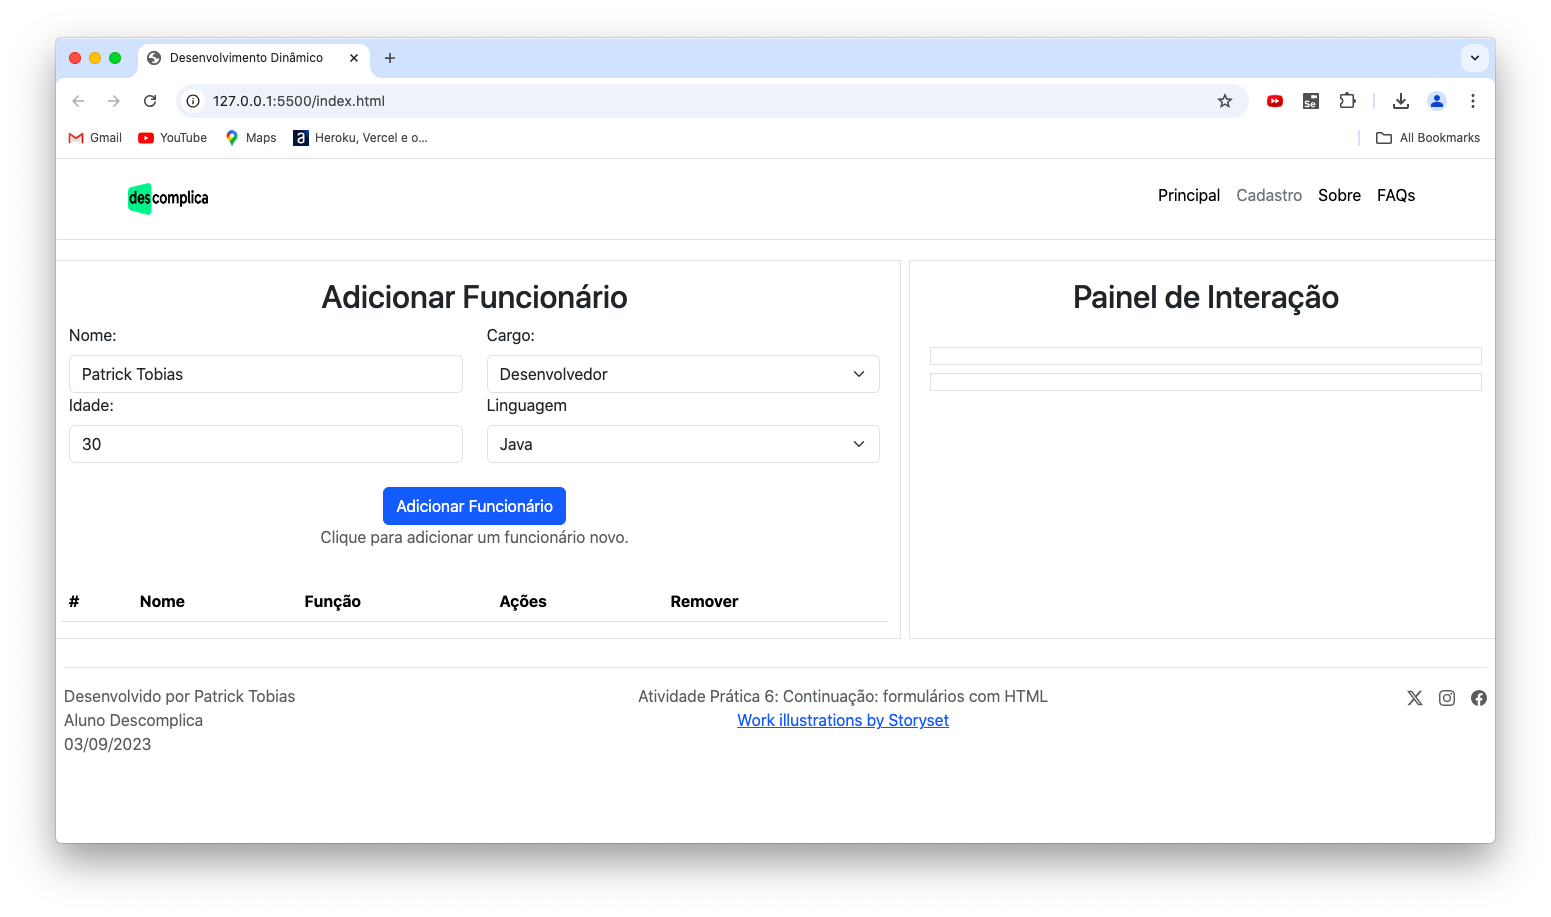 Desenvolvimento Dinâmico
127.0.0.1:5500/index.html
Se
Gmail YouTube Maps a Heroku, Vercel e o... All Bookmarks
descomplica
Principal Cadastro Sobre FAQs
Adicionar Funcionário
Nome: Cargo:
Patrick Tobias Desenvolvedor
Idade: Linguagem
30 Java
Adicionar Funcionário
Clique para adicionar um funcionário novo.
# Nome Função Ações Remover
Painel de Interação
Desenvolvido por Patrick Tobias
Aluno Descomplica
03/09/2023
Atividade Prática 6: Continuação: formulários com HTML
Work illustrations by Storyset